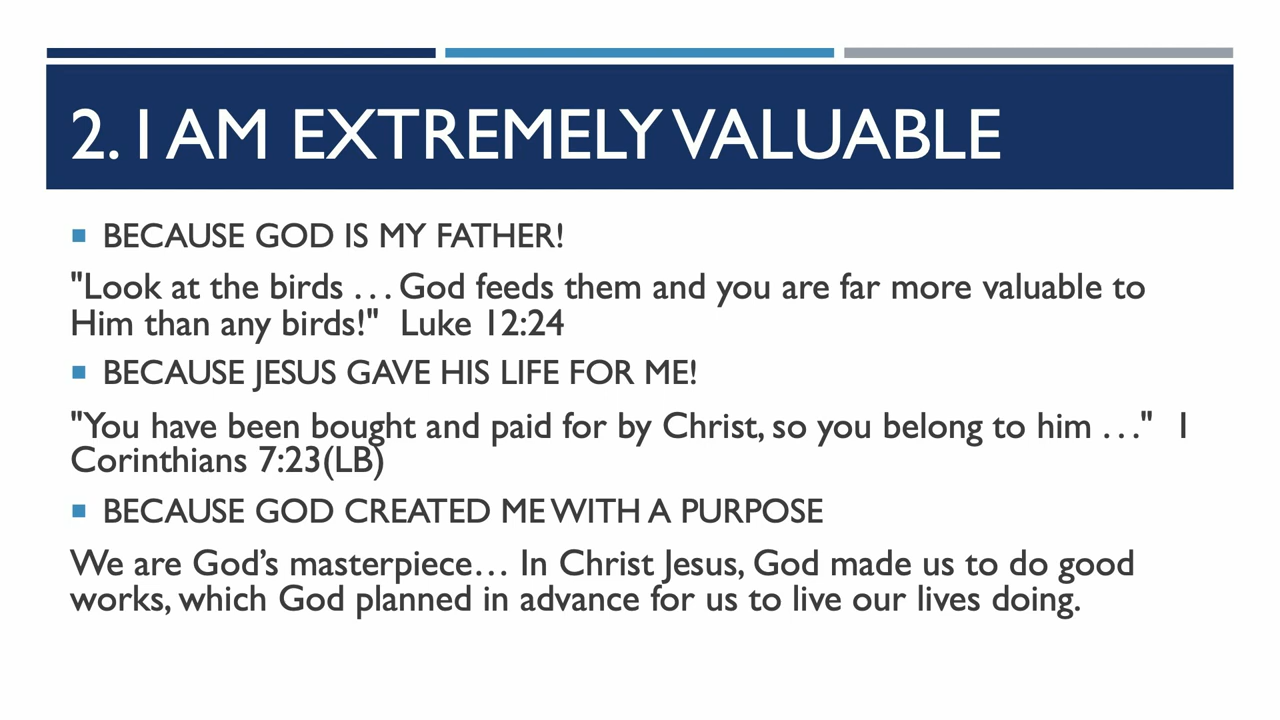 2. I AM EXTREMELY VALUABLE
▪ BECAUSE GOD IS MY FATHER!
"Look at the birds . . . God feeds them and you are far more valuable to
Him than any birds!"  Luke 12:24
▪ BECAUSE JESUS GAVE HIS LIFE FOR ME!
"You have been bought and paid for by Christ, so you belong to him . . ."  1
Corinthians 7:23(LB)
▪ BECAUSE GOD CREATED ME WITH A PURPOSE
We are God’s masterpiece… In Christ Jesus, God made us to do good
works, which God planned in advance for us to live our lives doing.